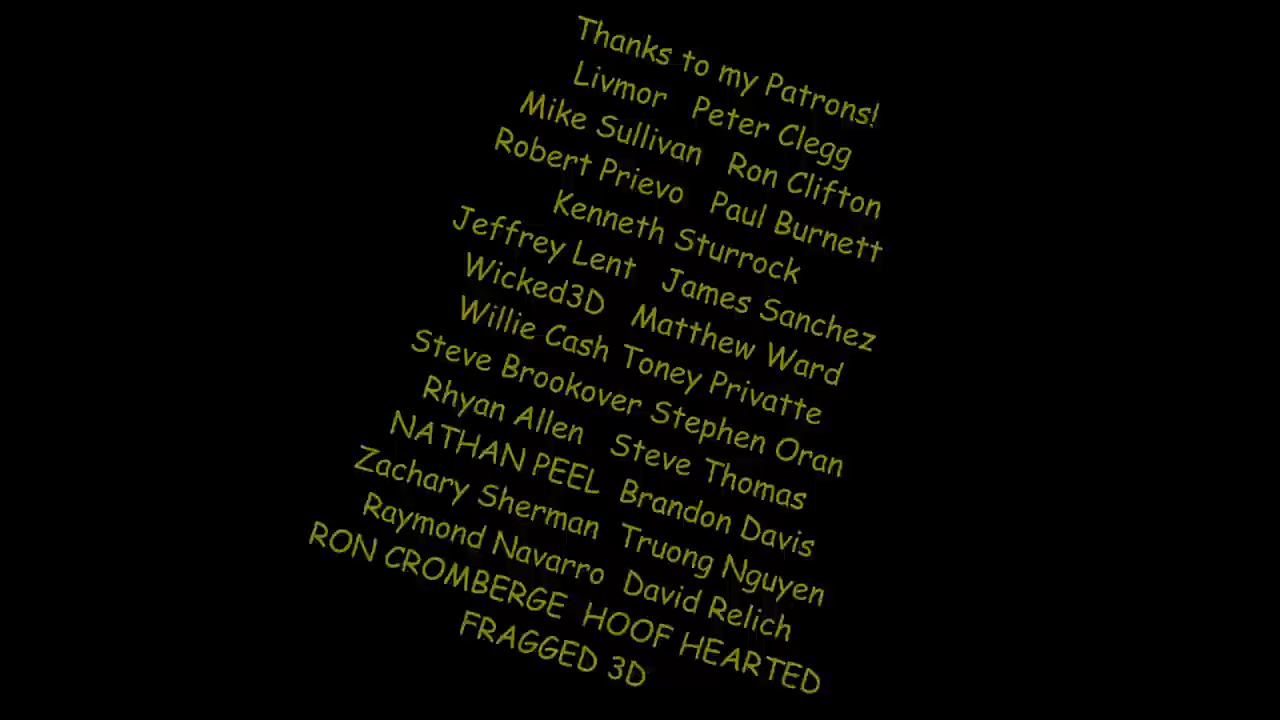 Thanks to my Patrons!
Livmor Peter Clegg
Mike Sullivan Ron Clifton
Robert Prievo Paul Burnett
Kenneth Sturrock
Jeffrey Lent James Sanchez
Wicked3D Matthew Ward
Willie Cash Toney Privatte
Steve Brookover Stephen Oran
Rhyan Allen Steve Thomas
NATHAN PEEL Brandon Davis
Zachary Sherman Truong Nguyen
Raymond Navarro David Relich
RON CROMBERGE HOOF HEARTED
FRAGGED 3D